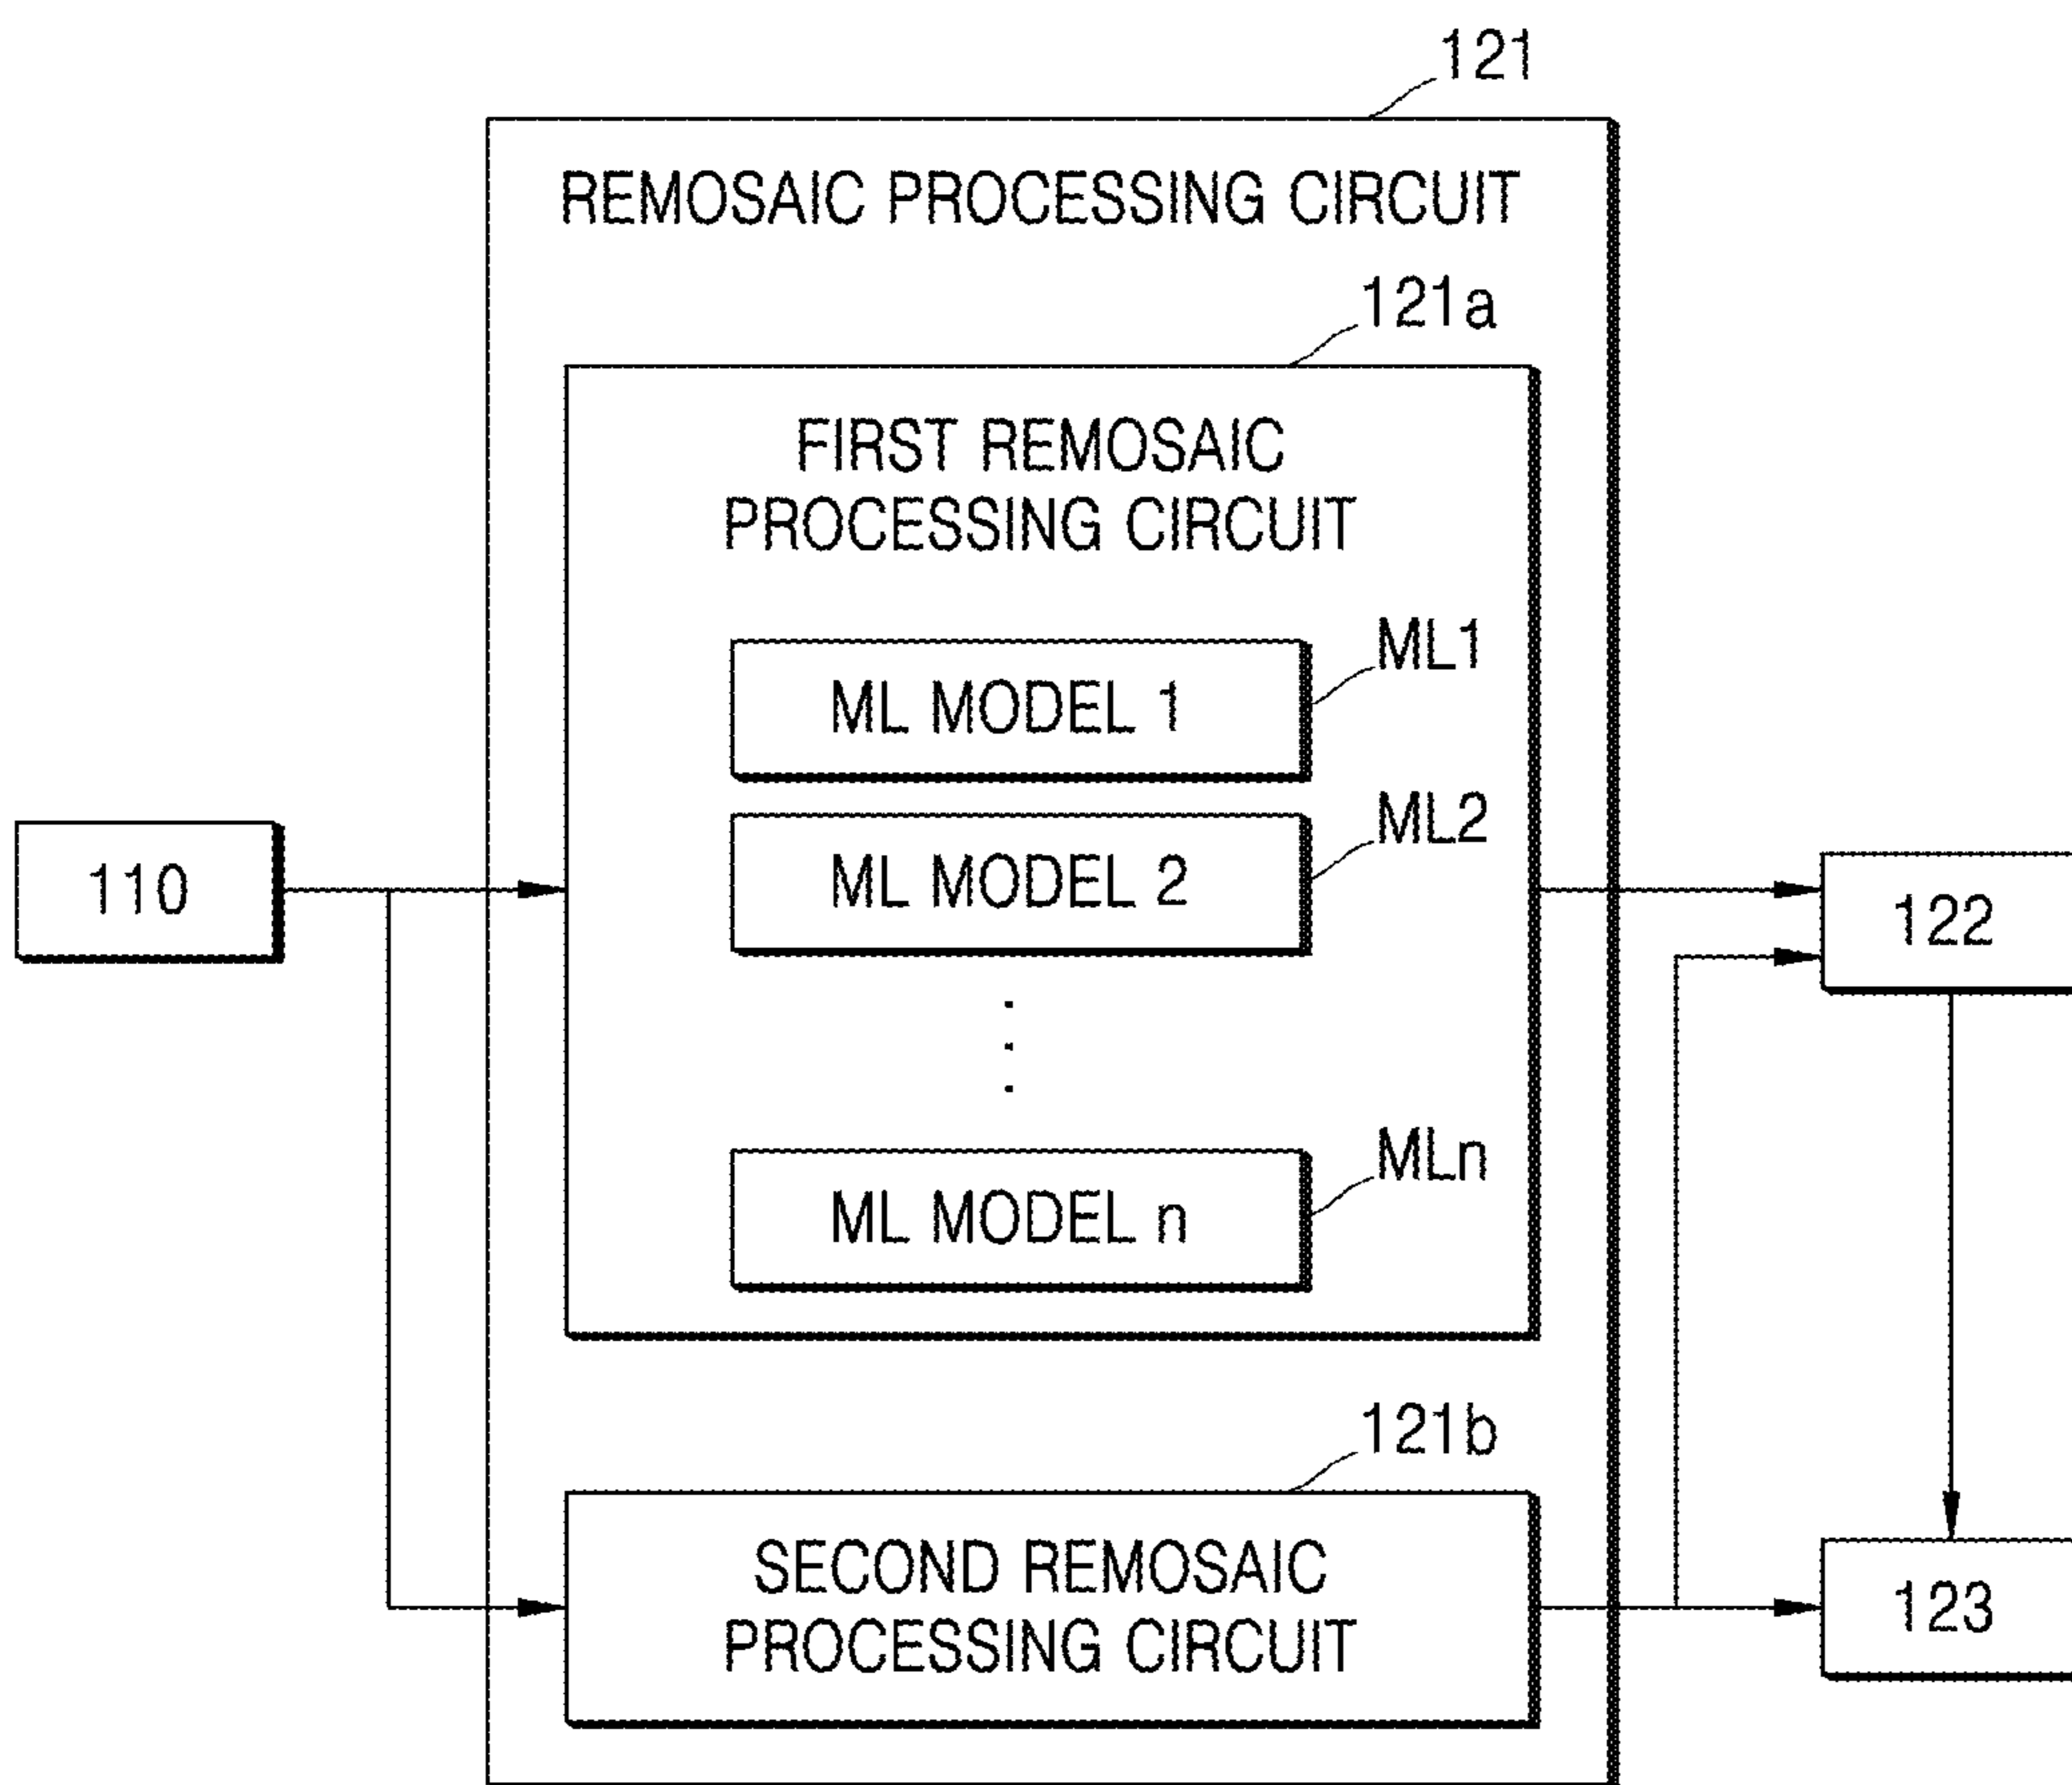 121
REMOSAIC PROCESSING CIRCUIT
121a
FIRST REMOSAIC
PROCESSING CIRCUIT
ML1
ML MODEL 1
ML2
ML MODEL 2
110
122
MLn
ML MODEL n
121b
SECOND REMOSAIC
PROCESSING CIRCUIT
123